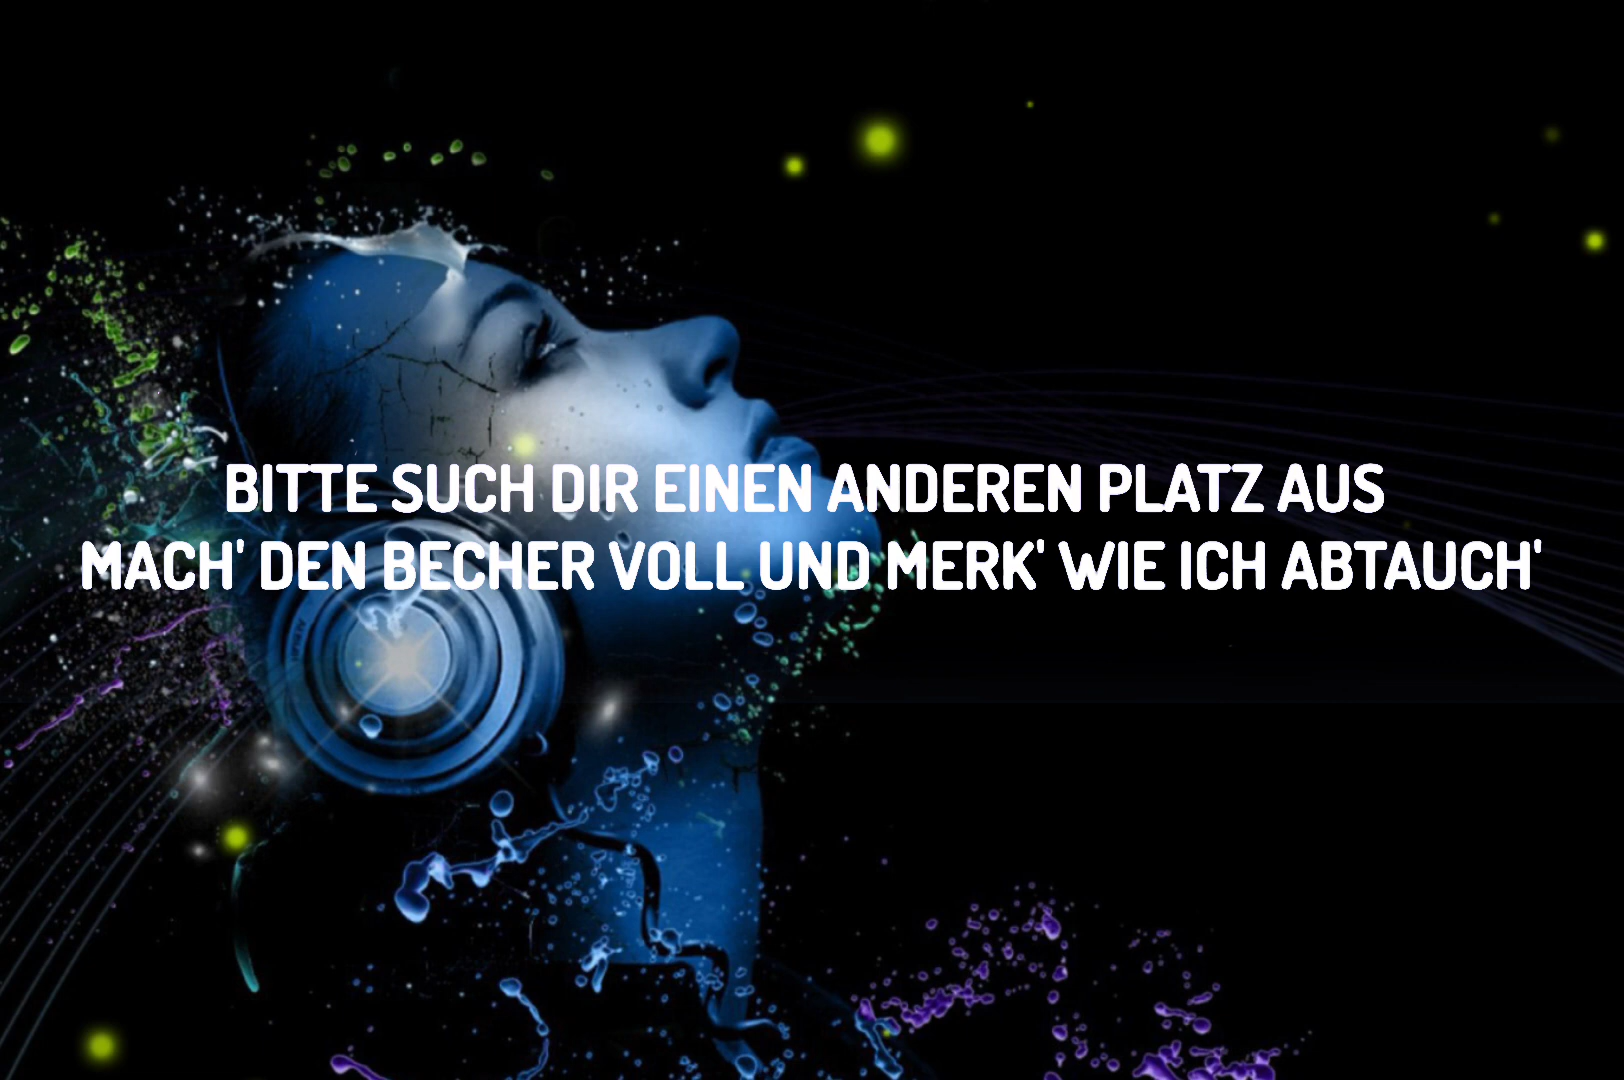 BITTE SUCH DIR EINEN ANDEREN PLATZ AUS
MACH' DEN BECHER VOLL UND MERK' WIE ICH ABTAUCH'